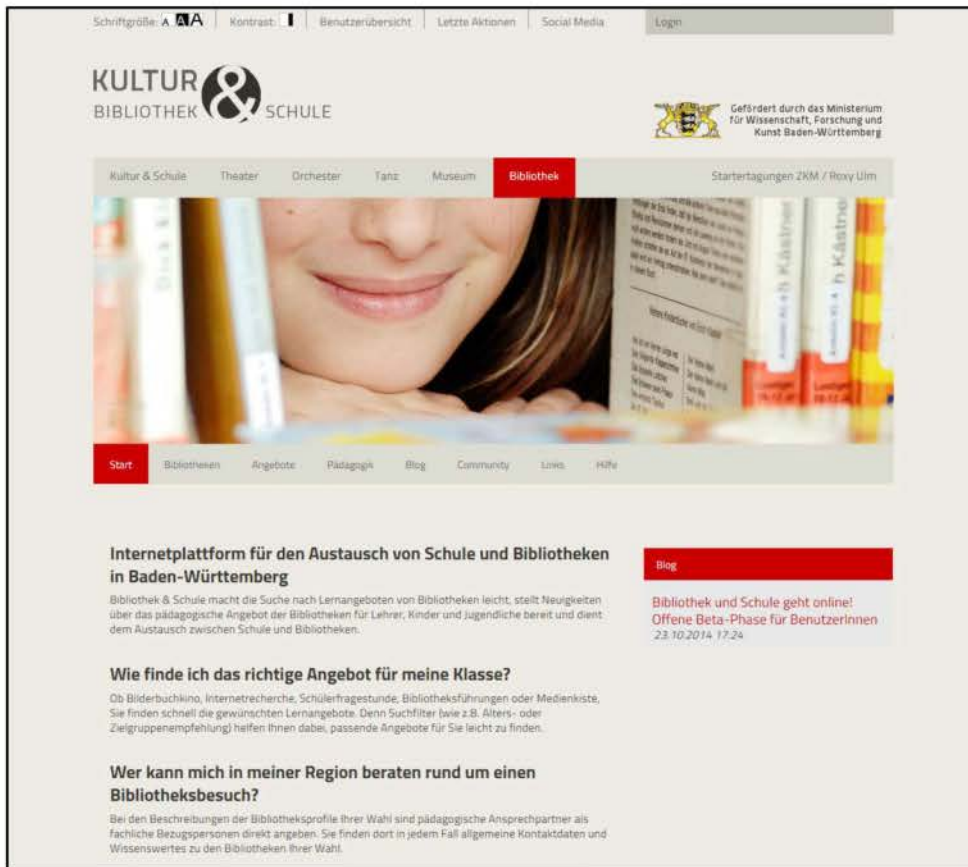 Schriftgröße: A A A Kontrast: Benutzerübersicht Letzte Aktionen Social Media Login
KULTUR &
BIBLIOTHEK SCHULE
Gefördert durch das Ministerium
für Wissenschaft, Forschung und
Kunst Baden-Württemberg
Kultur & Schule Theater Orchester Tanz Museum Bibliothek Startertagungen ZKM / Roxy Ulm
h Kästner
h Kästner
Start Bibliotheken Angebote Pädagogik Blog Community Links Hilfe
Internetplattform für den Austausch von Schule und Bibliotheken
in Baden-Württemberg
Bibliothek & Schule macht die Suche nach Lernangeboten von Bibliotheken leicht, stellt Neuigkeiten
über das pädagogische Angebot der Bibliotheken für Lehrer, Kinder und Jugendliche bereit und dient
dem Austausch zwischen Schule und Bibliotheken.
Wie finde ich das richtige Angebot für meine Klasse?
Ob Bilderbuchkino, Internetrecherche, Schülerfragestunde, Bibliotheksführungen oder Medienkiste,
Sie finden schnell die gewünschten Lernangebote. Denn Suchfilter (wie z.B. Alters- oder
Zielgruppenempfehlung) helfen Ihnen dabei, passende Angebote für Sie leicht zu finden.
Wer kann mich in meiner Region beraten rund um einen
Bibliotheksbesuch?
Bei den Beschreibungen der Bibliotheksprofile Ihrer Wahl sind pädagogische Ansprechpartner als
fachliche Bezugspersonen direkt angeben. Sie finden dort in jedem Fall allgemeine Kontaktdaten und
Wissenswertes zu den Bibliotheken Ihrer Wahl.
Blog
Bibliothek und Schule geht online!
Offene Beta-Phase für BenutzerInnen
23.10.2014 17:24